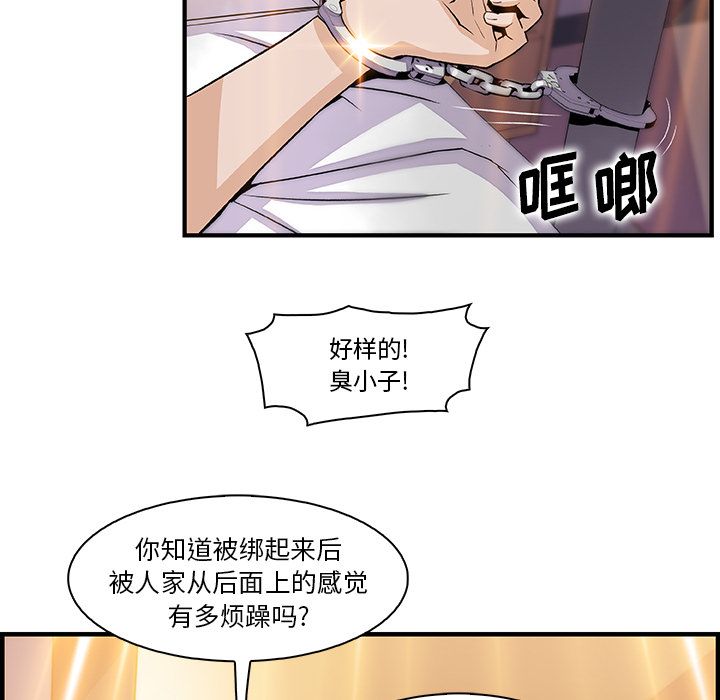 哐啷
好样的!
臭小子!
你知道被绑起来后
被人家从后面上的感觉
有多烦躁吗?